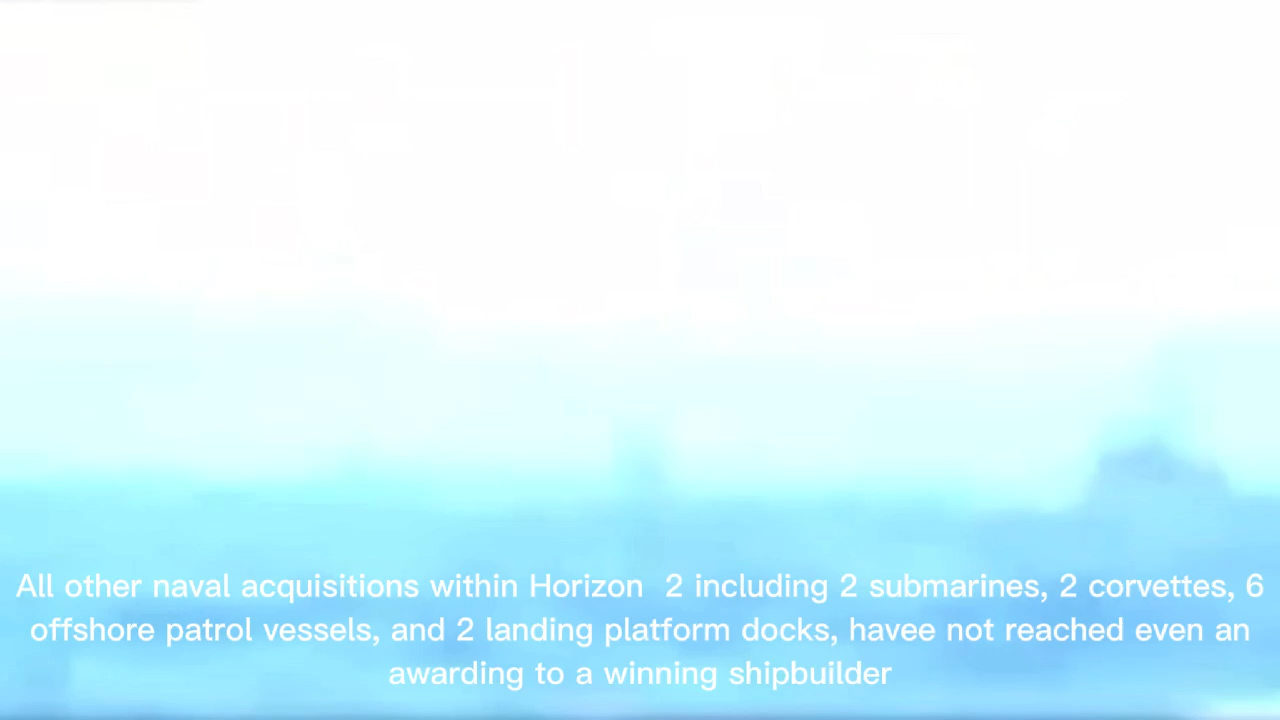 All other naval acquisitions within Horizon  2 including 2 submarines, 2 corvettes, 6
offshore patrol vessels, and 2 landing platform docks, havee not reached even an
awarding to a winning shipbuilder